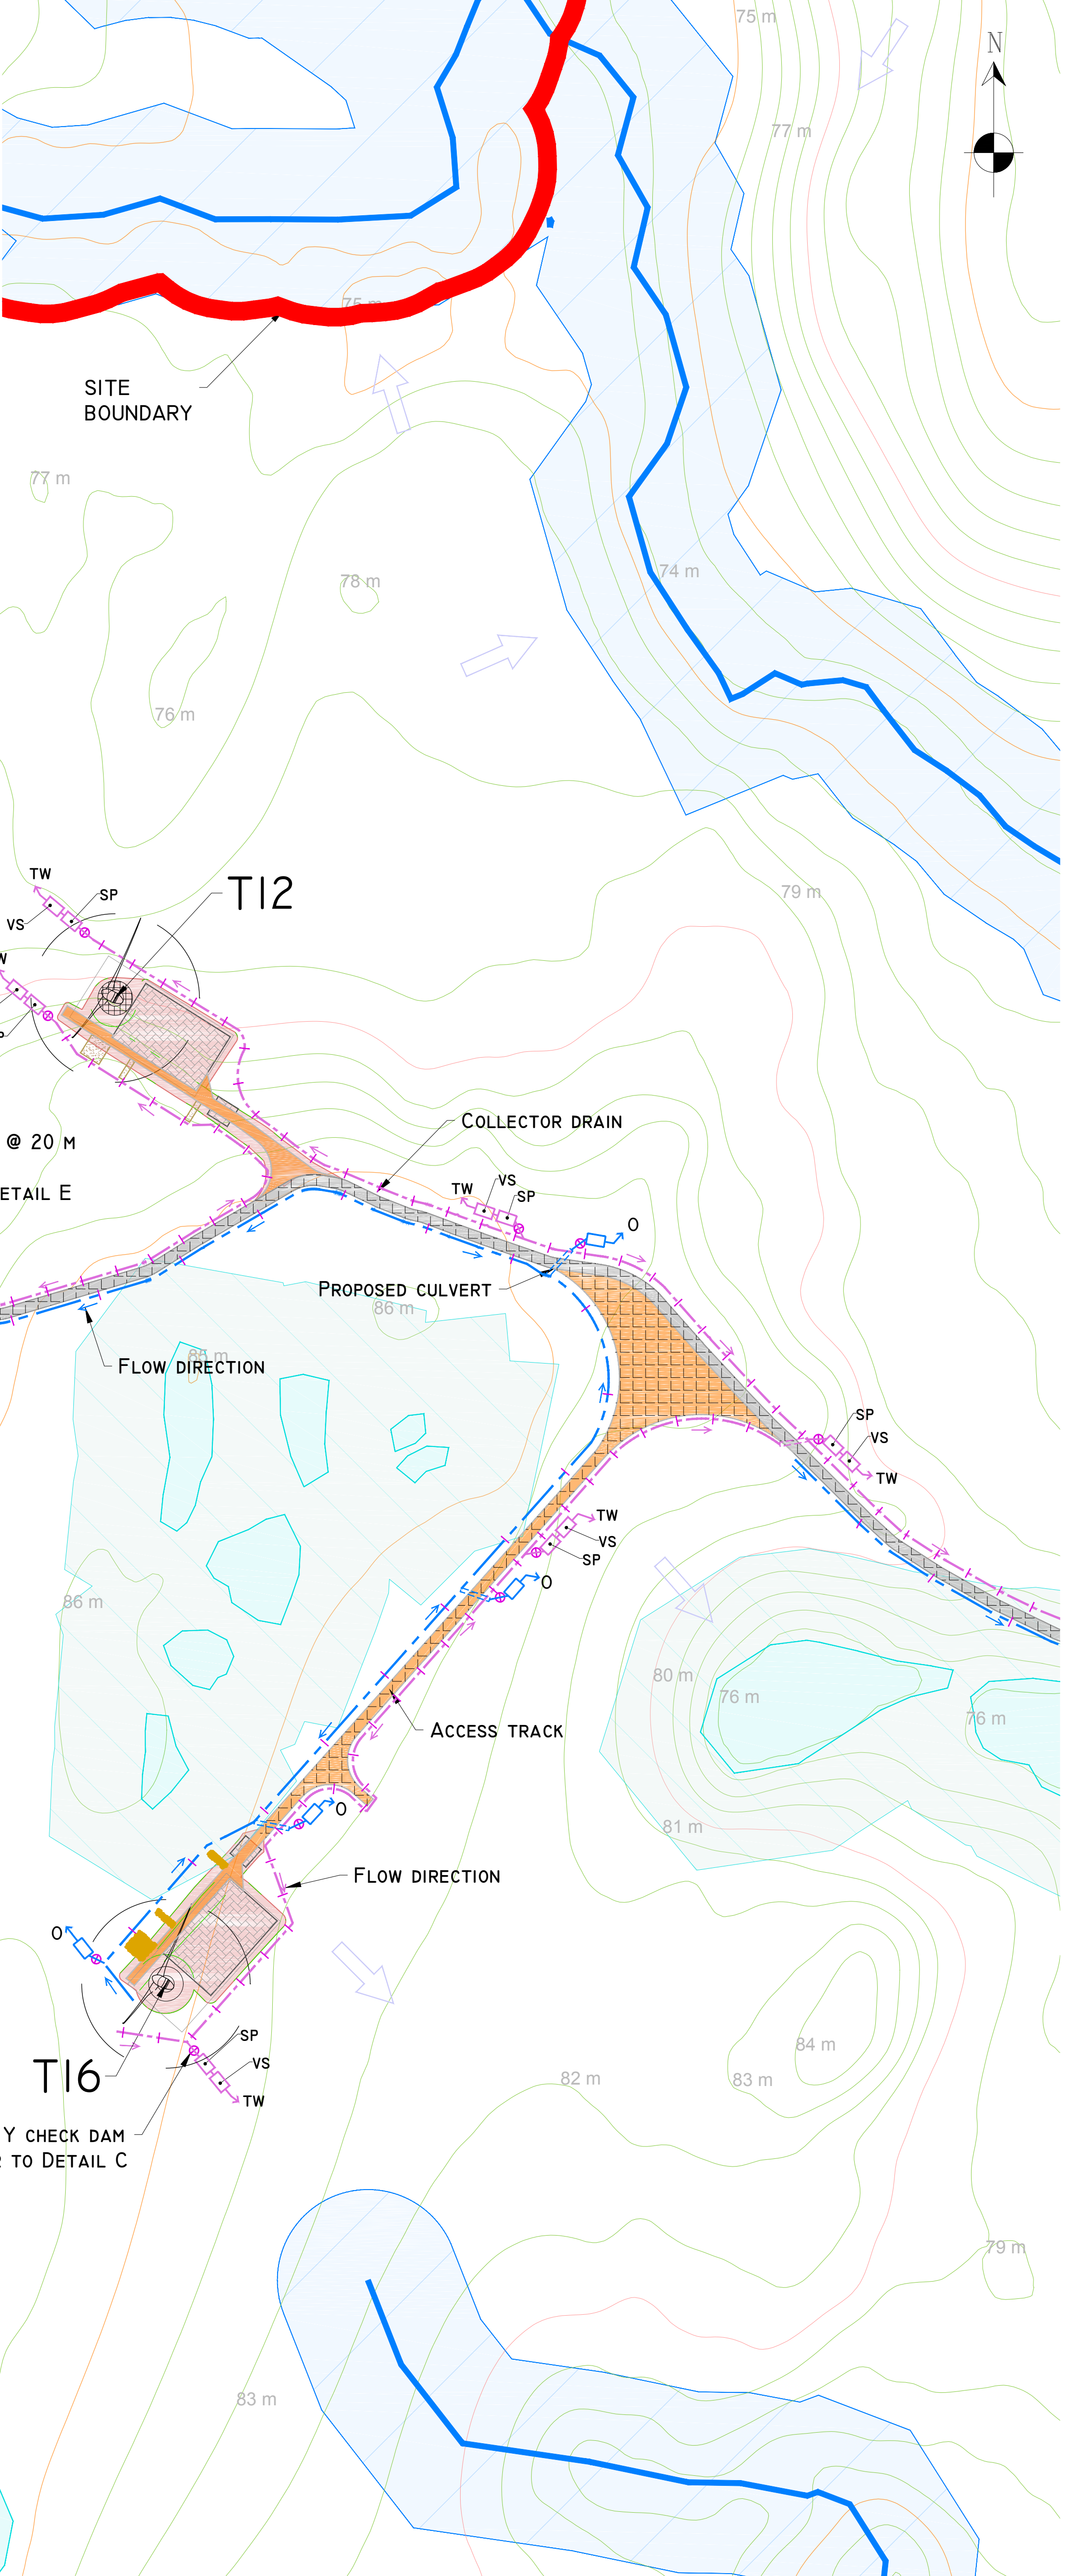 75 m
N
77 m
75 m
SITE
BOUNDARY
77 m
78 m
74 m
76 m
TW
SP
T12
79 m
VS
W
P
COLLECTOR DRAIN
@ 20 M
VS
TW
SP
ETAIL E
O
PROPOSED CULVERT
86 m
85 m
FLOW DIRECTION
SP
VS
TW
TW
VS
SP
O
86 m
80 m
76 m
76 m
ACCESS TRACK
O
81 m
FLOW DIRECTION
O
SP
84 m
VS
T16
82 m
83 m
TW
Y CHECK DAM
TO DETAIL C
79 m
83 m